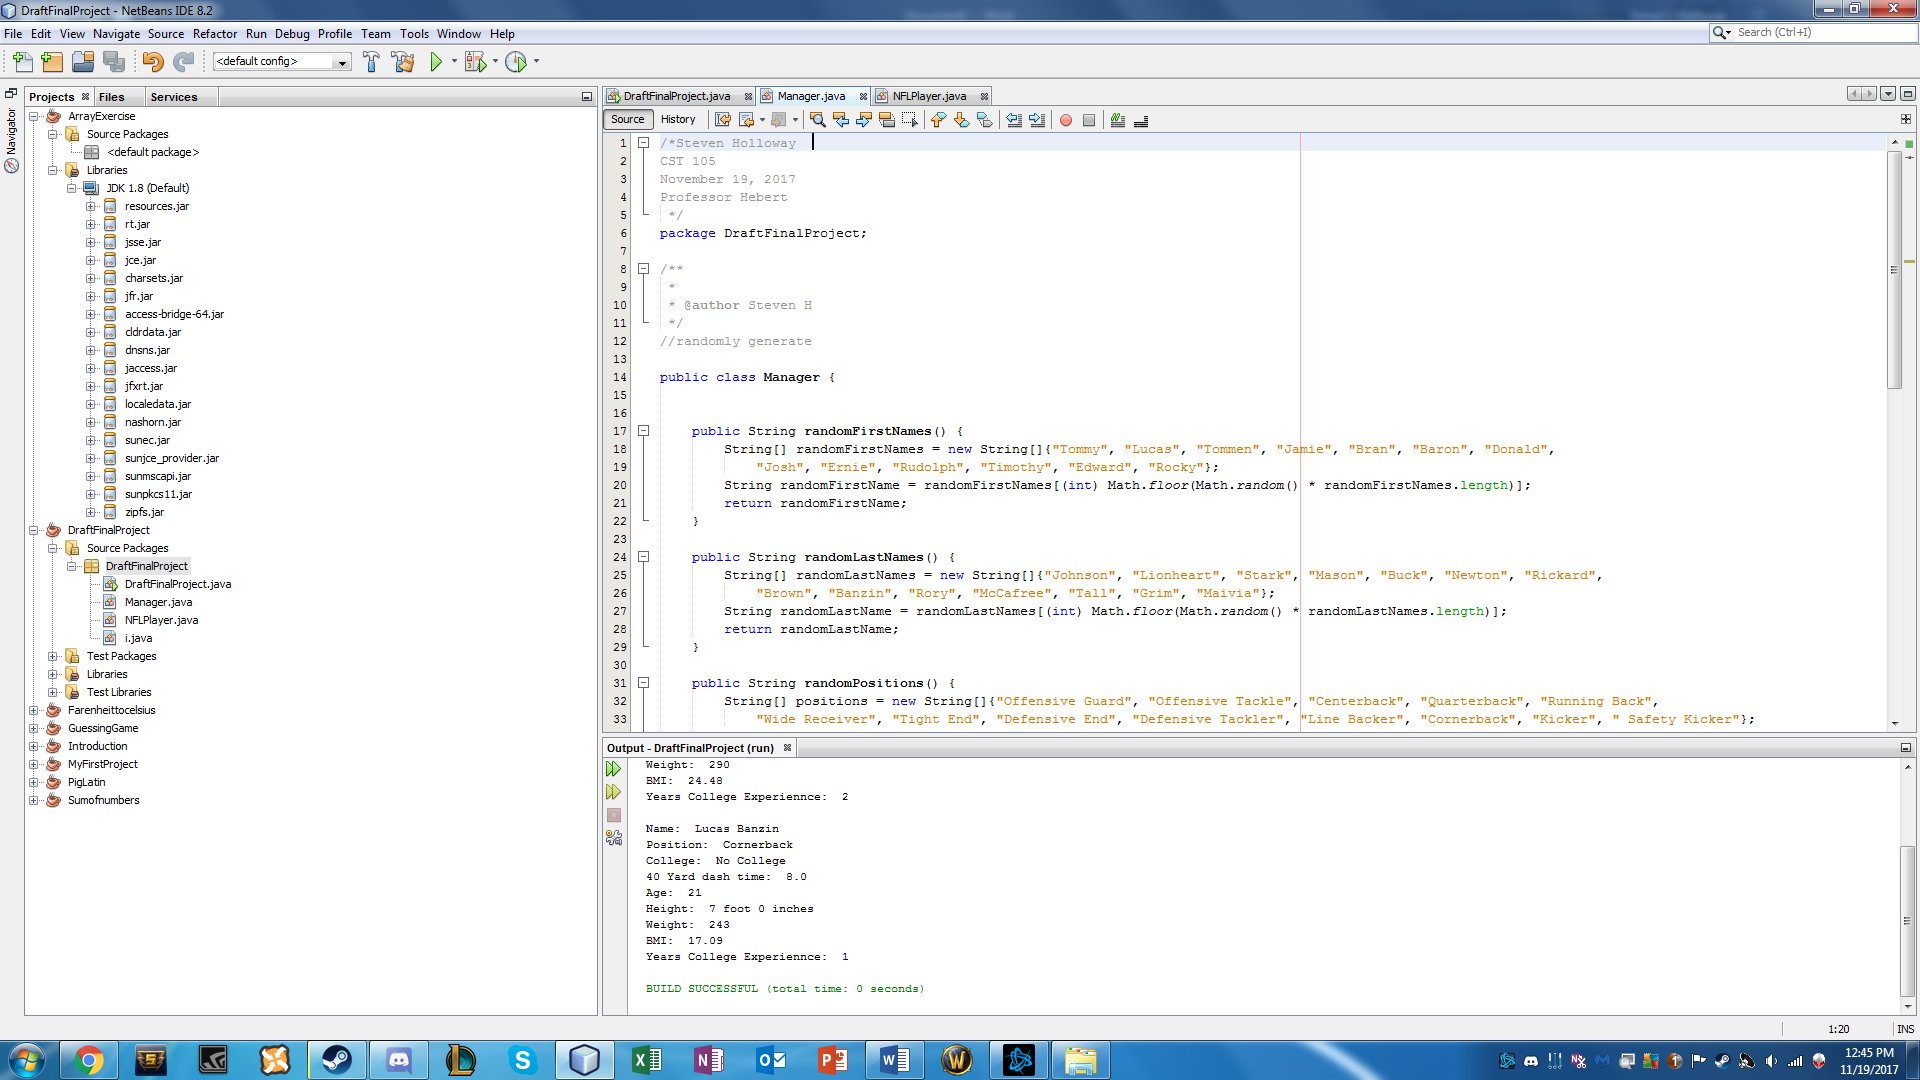 DraftFinalProject - NetBeans IDE 8.2
File Edit View Navigate Source Refactor Run Debug Profile Team Tools Window Help
Search (Ctrl+I)
<default config>
Projects Files Services
Navigator
ArrayExercise
Source Packages
<default package>
Libraries
JDK 1.8 (Default)
resources.jar
rt.jar
jsse.jar
jce.jar
charsets.jar
jfr.jar
access-bridge-64.jar
cldrdata.jar
dnsns.jar
jaccess.jar
jfxrt.jar
localedata.jar
nashorn.jar
sunec.jar
sunjce_provider.jar
sunmscapi.jar
sunpkcs11.jar
zipfs.jar
DraftFinalProject
Source Packages
DraftFinalProject
DraftFinalProject.java
Manager.java
NFLPlayer.java
i.java
Test Packages
Libraries
Test Libraries
Farenheittocelsius
GuessingGame
Introduction
MyFirstProject
PigLatin
Sumofnumbers
DraftFinalProject.java Manager.java NFLPlayer.java
Source History
1 /*Steven Holloway
2 CST 105
3 November 19, 2017
4 Professor Hebert
5 */
6 package DraftFinalProject;
7
8 /**
9 *
10 * @author Steven H
11 */
12 //randomly generate
13
14 public class Manager {
15
16
17 public String randomFirstNames() {
18 String[] randomFirstNames = new String[]{"Tommy", "Lucas", "Tommen", "Jamie", "Bran", "Baron", "Donald",
19 "Josh", "Ernie", "Rudolph", "Timothy", "Edward", "Rocky"};
20 String randomFirstName = randomFirstNames[(int) Math.floor(Math.random() * randomFirstNames.length)];
21 return randomFirstName;
22 }
23
24 public String randomLastNames() {
25 String[] randomLastNames = new String[]{"Johnson", "Lionheart", "Stark", "Mason", "Buck", "Newton", "Rickard",
26 "Brown", "Banzin", "Rory", "McCafree", "Tall", "Grim", "Maivia"};
27 String randomLastName = randomLastNames[(int) Math.floor(Math.random() * randomLastNames.length)];
28 return randomLastName;
29 }
30
31 public String randomPositions() {
32 String[] positions = new String[]{"Offensive Guard", "Offensive Tackle", "Centerback", "Quarterback", "Running Back",
33 "Wide Receiver", "Tight End", "Defensive End", "Defensive Tackler", "Line Backer", "Cornerback", "Kicker", " Safety Kicker"};
Output - DraftFinalProject (run)
Weight: 290
BMI: 24.48
Years College Experiennce: 2
Name: Lucas Banzin
Position: Cornerback
College: No College
40 Yard dash time: 8.0
Age: 21
Height: 7 foot 0 inches
Weight: 243
BMI: 17.09
Years College Experiennce: 1
BUILD SUCCESSFUL (total time: 0 seconds)
1:20 INS
12:45 PM
11/19/2017